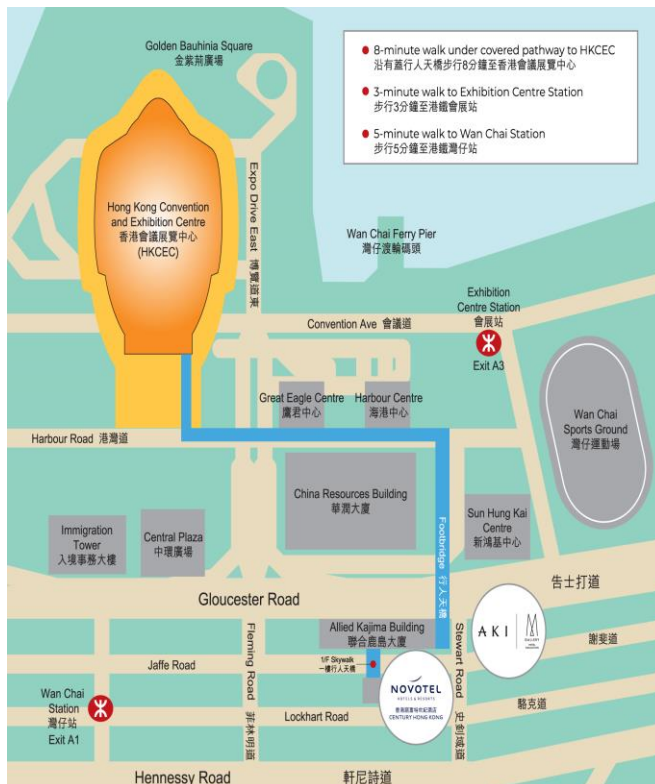 Golden Bauhinia Square
金紫荊廣場
8-minute walk under covered pathway to HKCEC
沿有蓋行人天橋步行8分鐘至香港會議展覽中心
3-minute walk to Exhibition Centre Station
步行3分鐘至港鐵會展站
5-minute walk to Wan Chai Station
步行5分鐘至港鐵灣仔站
Hong Kong Convention
and Exhibition Centre
香港會議展覽中心
(HKCEC)
Expo Drive East 博覽道東
Wan Chai Ferry Pier
灣仔渡輪碼頭
Exhibition
Centre Station
會展站
Exit A3
Convention Ave 會議道
Great Eagle Centre
鷹君中心
Harbour Centre
海港中心
Wan Chai
Sports Ground
灣仔運動場
Harbour Road 港灣道
China Resources Building
華潤大廈
Footbridge 行人天橋
Sun Hung Kai
Centre
新鴻基中心
Immigration
Tower
入境事務大樓
Central Plaza
中環廣場
Gloucester Road
告士打道
Allied Kajima Building
聯合鹿島大廈
AKI
M
GALLERY
謝斐道
Fleming Road 菲林明道
Stewart Road 史釗域道
Jaffe Road
1/F Skywalk
一樓行人天橋
NOVOTEL
HOTELS & RESORTS
CENTURY HONG KONG
Wan Chai
Station
灣仔站
Exit A1
Lockhart Road
駱克道
Hennessy Road
軒尼詩道